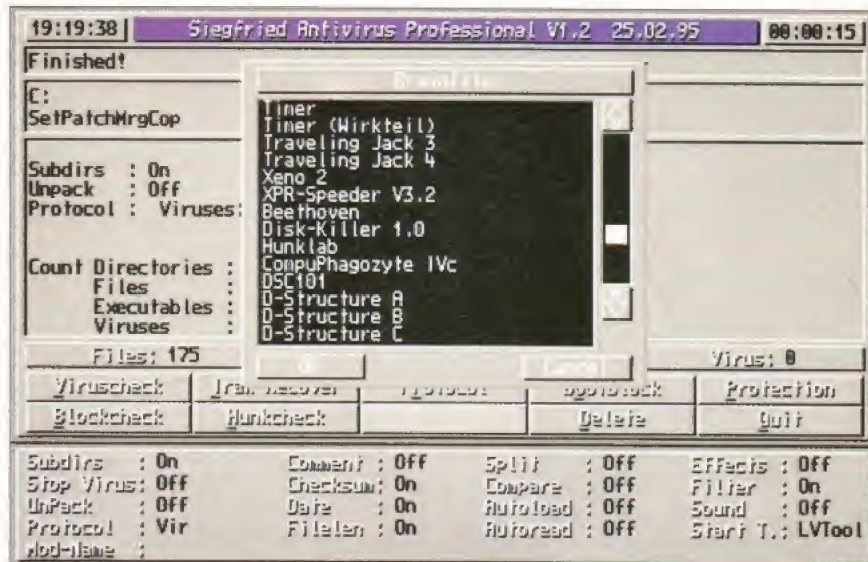 19:19:38 Siegfried Antivirus Professional V1.2 25.02.95 00:00:15
Finished!
C:
SetPatchMrgCop
Subdirs : On
Unpack : Off
Protocol : Viruses:
Count Directories :
Files :
Executables :
Viruses :
Timer
Timer (Wirkteil)
Traveling Jack 3
Traveling Jack 4
Xeno 2
XPR-Speeder V3.2
Beethoven
Disk-Killer 1.0
Hunklab
CompuPhagozyte IVc
DSC101
D-Structure A
D-Structure B
D-Structure C
Cancel
Files: 175 Virus: 0
Viruscheck Protocol Bootblock Protection
Blockcheck Hunkcheck Delete Quit
Subdirs : On Comment : Off Split : Off Effects : Off
Stop Virus: Off Checksum: On Compare : Off Filter : On
UnPack : Off Date : On Autoload : Off Sound : Off
Protocol : Vir Filelen : On Autoread : Off Start T.: LVTool
Mod-Name :